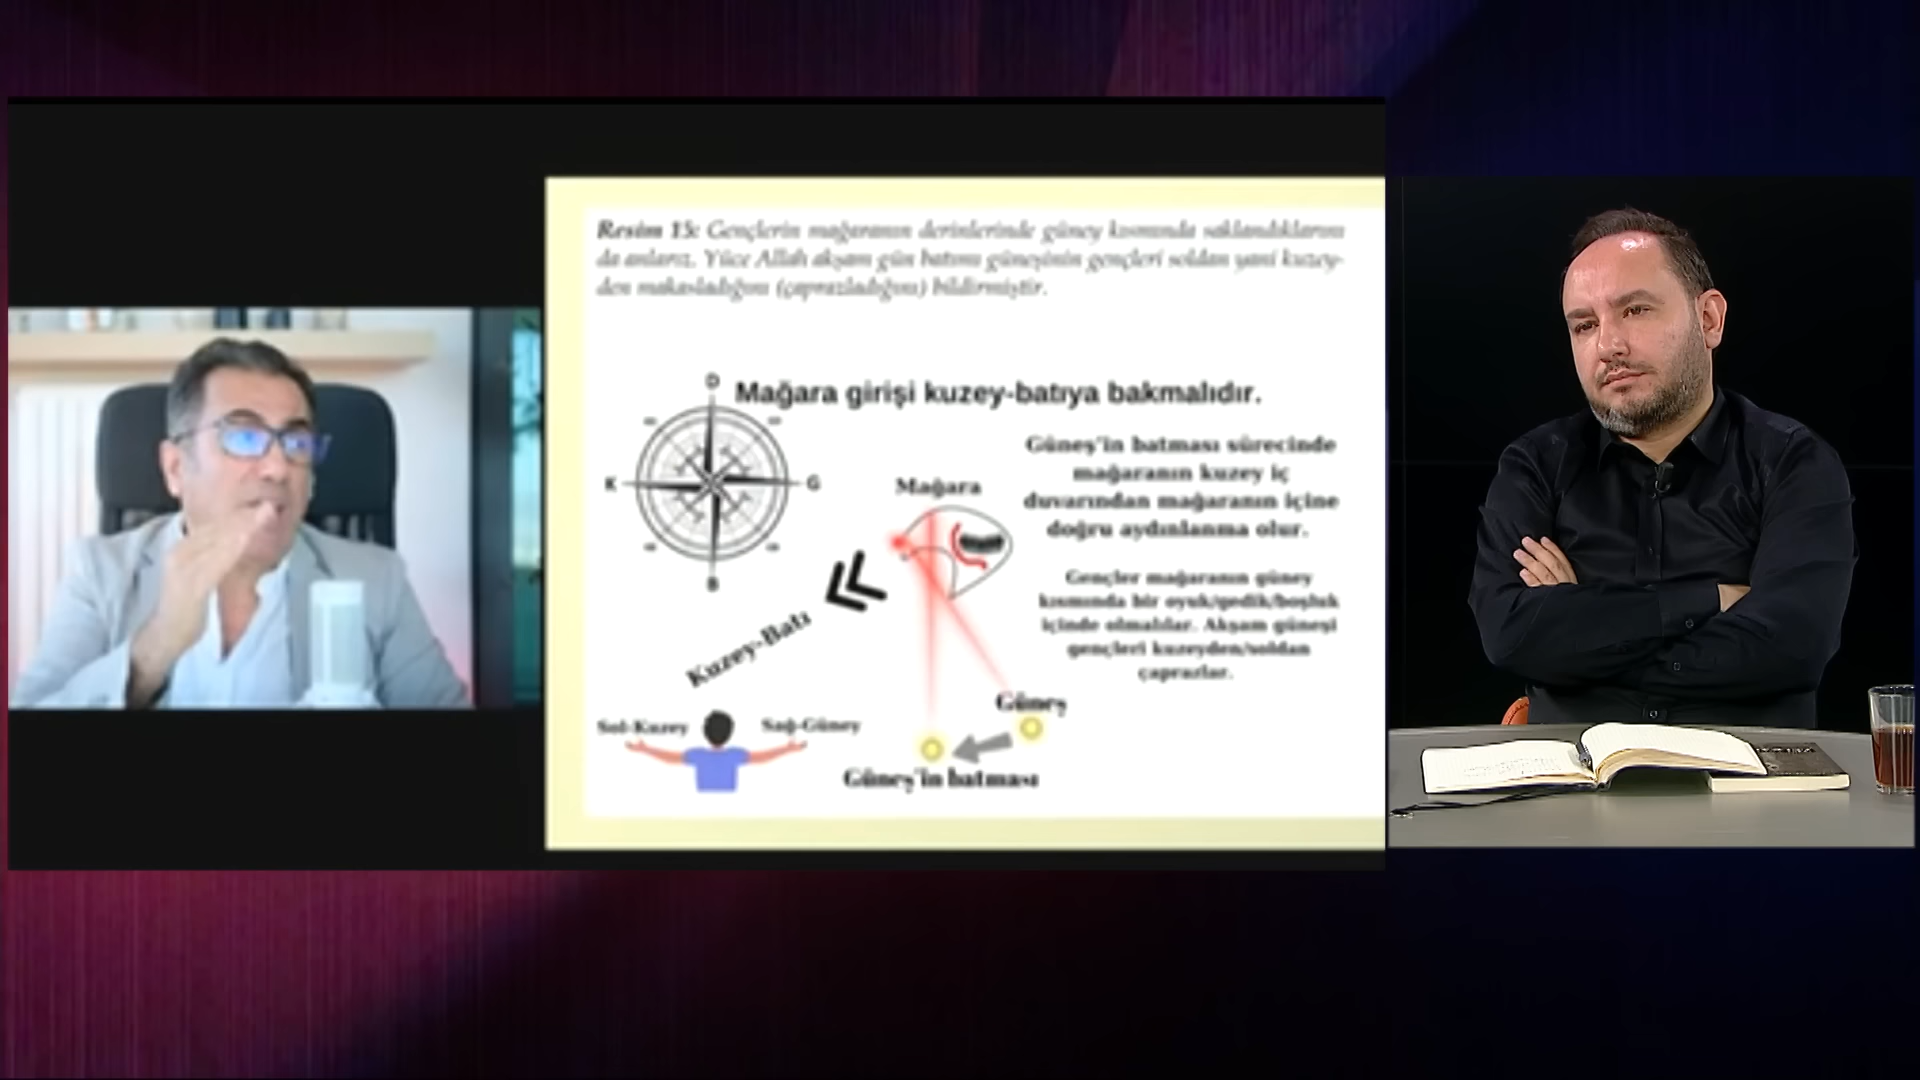 Resim 15: Gençlerin mağaranın derinlerinde güney kısmında saklandıklarını
da anlarız. Yüce Allah akşam gün batımı güneşinin gençleri soldan yani kuzey-
den makasladığını (çaprazladığını) bildirmiştir.
D
Mağara girişi kuzey-batıya bakmalıdır.
K
G
B
Güneş'in batması sürecinde
mağaranın kuzey iç
duvarından mağaranın içine
doğru aydınlanma olur.
Mağara
Gençler mağaranın güney
kısmında bir oyuk/gedik/boşluk
içinde olmalılar. Akşam güneşi
gençleri kuzeyden/soldan
çaprazlar.
Kuzey-Batı
Güneş
Sol-Kuzey
Sağ-Güney
Güneş'in batması